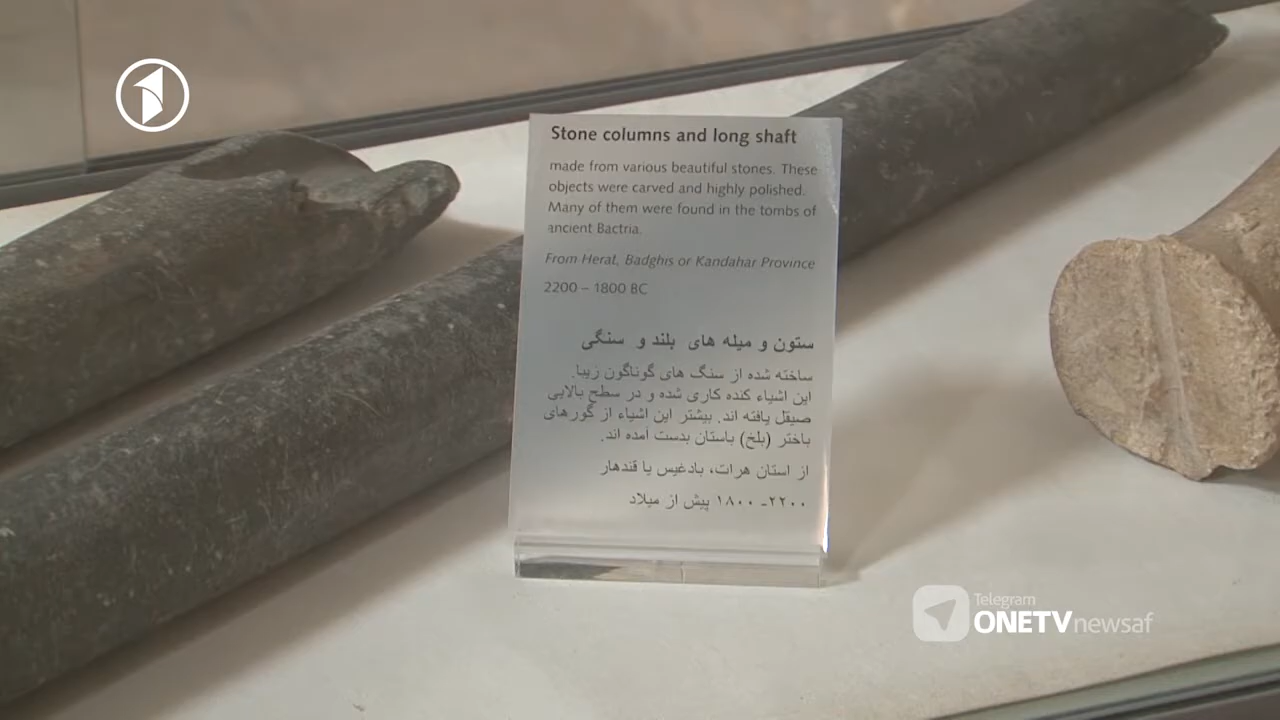 Stone columns and long shaft
made from various beautiful stones. These
objects were carved and highly polished.
Many of them were found in the tombs of
ancient Bactria.
From Herat, Badghis or Kandahar Province
2200 – 1800 BC
ستون و میله های بلند و سنگی
ساخته شده از سنگ های گوناگون زیبا.
این اشیاء کنده کاری شده و در سطح بالایی
صیقل یافته اند. بیشتر این اشیاء از گورهای
باختر (بلخ) باستان بدست آمده اند.
از استان هرات، بادغیس یا قندهار
۲۲۰۰- ۱۸۰۰ پیش از میلاد
Telegram
ONETVnewsaf